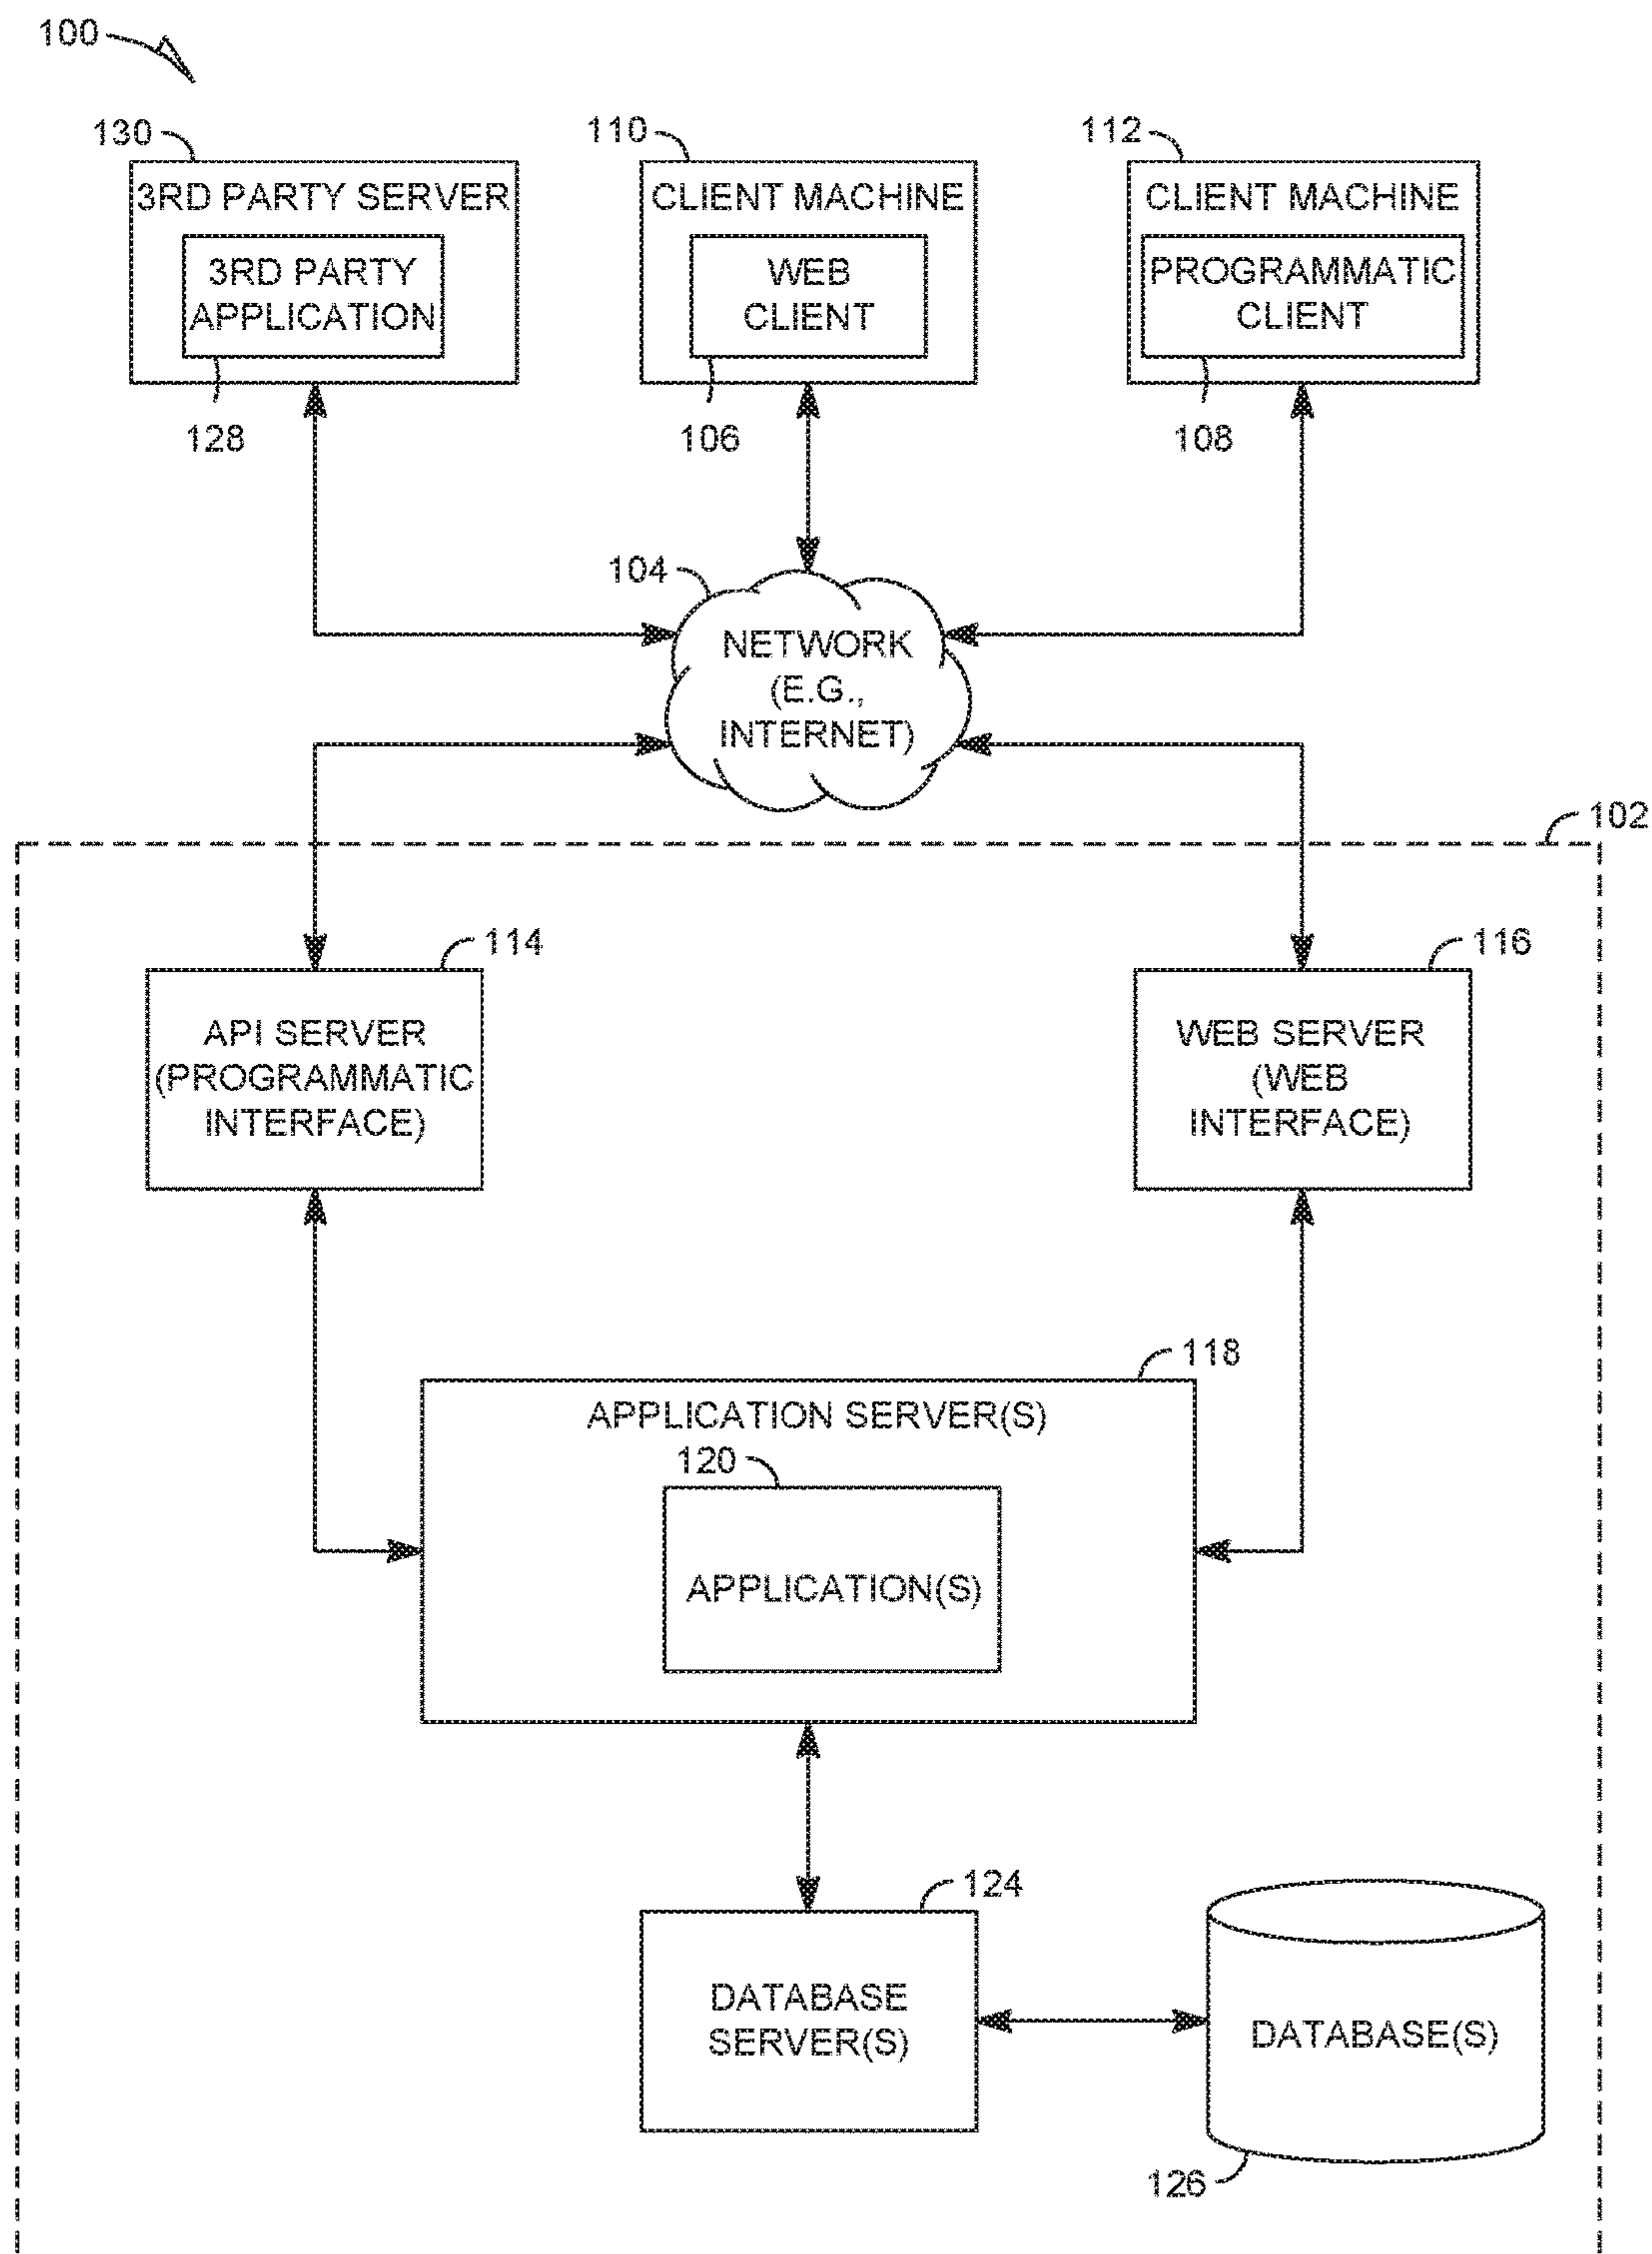 100
130
110
112
3RD PARTY SERVER
CLIENT MACHINE
CLIENT MACHINE
3RD PARTY
APPLICATION
WEB
CLIENT
PROGRAMMATIC
CLIENT
128
106
108
104
NETWORK
(E.G.,
INTERNET)
102
114
116
API SERVER
(PROGRAMMATIC
INTERFACE)
WEB SERVER
(WEB
INTERFACE)
118
APPLICATION SERVER(S)
120
APPLICATION(S)
124
DATABASE
SERVER(S)
DATABASE(S)
126